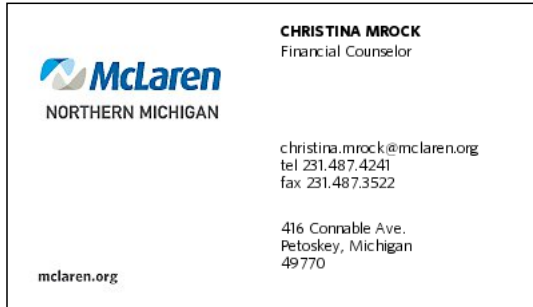 CHRISTINA MROCK
Financial Counselor
McLaren
NORTHERN MICHIGAN
christina.mrock@mclaren.org
tel 231.487.4241
fax 231.487.3522
416 Connable Ave.
Petoskey, Michigan
49770
mclaren.org